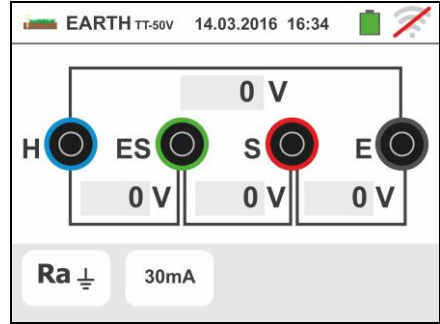 EARTH TT-50V 14.03.2016 16:34
0 V
H ES S E
0 V 0 V 0 V
Ra ⏚ 30mA